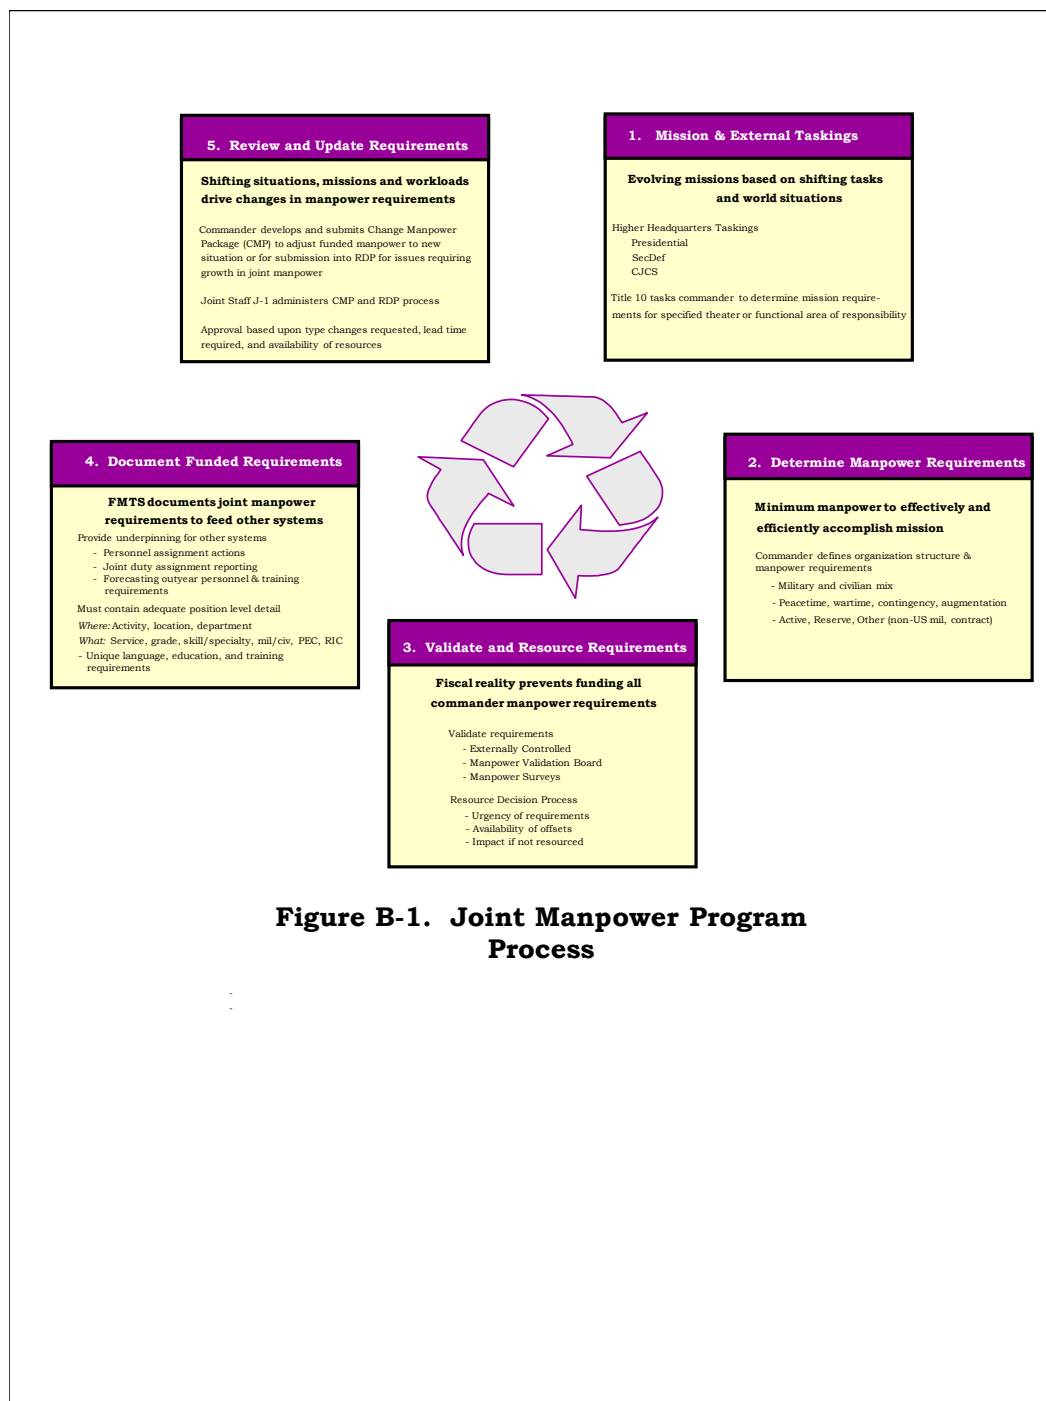 5. Review and Update Requirements
Shifting situations, missions and workloads
drive changes in manpower requirements
Commander develops and submits Change Manpower
Package (CMP) to adjust funded manpower to new
situation or for submission into RDP for issues requiring
growth in joint manpower
Joint Staff J-1 administers CMP and RDP process
Approval based upon type changes requested, lead time
required, and availability of resources
1. Mission & External Taskings
Evolving missions based on shifting tasks
and world situations
Higher Headquarters Taskings
Presidential
SecDef
CJCS
Title 10 tasks commander to determine mission require-
ments for specified theater or functional area of responsibility
4. Document Funded Requirements
FMTS documents joint manpower
requirements to feed other systems
Provide underpinning for other systems
- Personnel assignment actions
- Joint duty assignment reporting
- Forecasting outyear personnel & training
requirements
Must contain adequate position level detail
Where: Activity, location, department
What: Service, grade, skill/specialty, mil/civ, PEC, RIC
- Unique language, education, and training
requirements
2. Determine Manpower Requirements
Minimum manpower to effectively and
efficiently accomplish mission
Commander defines organization structure &
manpower requirements
- Military and civilian mix
- Peacetime, wartime, contingency, augmentation
- Active, Reserve, Other (non-US mil, contract)
3. Validate and Resource Requirements
Fiscal reality prevents funding all
commander manpower requirements
Validate requirements
- Externally Controlled
- Manpower Validation Board
- Manpower Surveys
Resource Decision Process
- Urgency of requirements
- Availability of offsets
- Impact if not resourced
Figure B-1. Joint Manpower Program
Process
-
-